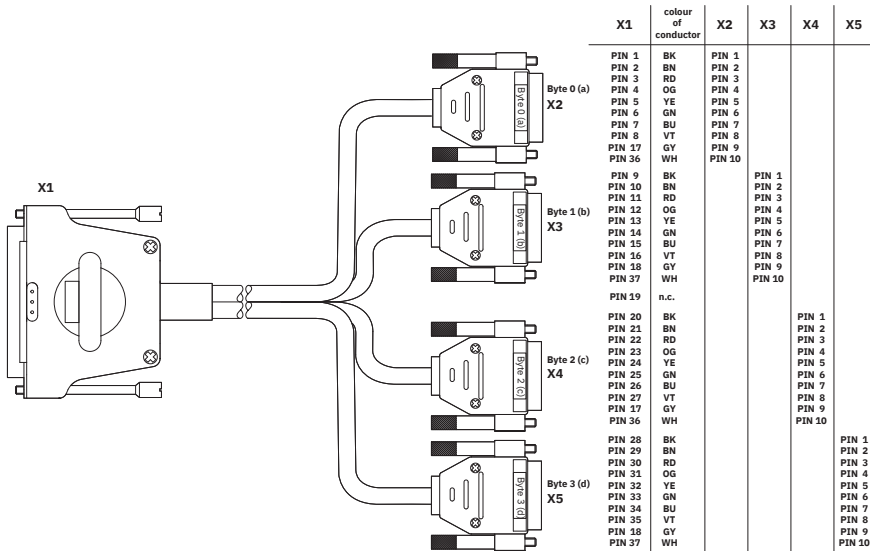 X1 colour of conductor X2 X3 X4 X5
PIN 1 BK PIN 1
PIN 2 BN PIN 2
PIN 3 RD PIN 3
PIN 4 OG PIN 4
PIN 5 YE PIN 5
PIN 6 GN PIN 6
PIN 7 BU PIN 7
PIN 8 VT PIN 8
PIN 17 GY PIN 9
PIN 36 WH PIN 10
PIN 9 BK PIN 1
PIN 10 BN PIN 2
PIN 11 RD PIN 3
PIN 12 OG PIN 4
PIN 13 YE PIN 5
PIN 14 GN PIN 6
PIN 15 BU PIN 7
PIN 16 VT PIN 8
PIN 18 GY PIN 9
PIN 37 WH PIN 10
PIN 19 n.c.
PIN 20 BK PIN 1
PIN 21 BN PIN 2
PIN 22 RD PIN 3
PIN 23 OG PIN 4
PIN 24 YE PIN 5
PIN 25 GN PIN 6
PIN 26 BU PIN 7
PIN 27 VT PIN 8
PIN 17 GY PIN 9
PIN 36 WH PIN 10
PIN 28 BK PIN 1
PIN 29 BN PIN 2
PIN 30 RD PIN 3
PIN 31 OG PIN 4
PIN 32 YE PIN 5
PIN 33 GN PIN 6
PIN 34 BU PIN 7
PIN 35 VT PIN 8
PIN 18 GY PIN 9
PIN 37 WH PIN 10
X1
Byte 0 (a)
Byte 0 (a)
X2
Byte 1 (b)
Byte 1 (b)
X3
Byte 2 (c)
Byte 2 (c)
X4
Byte 3 (d)
Byte 3 (d)
X5